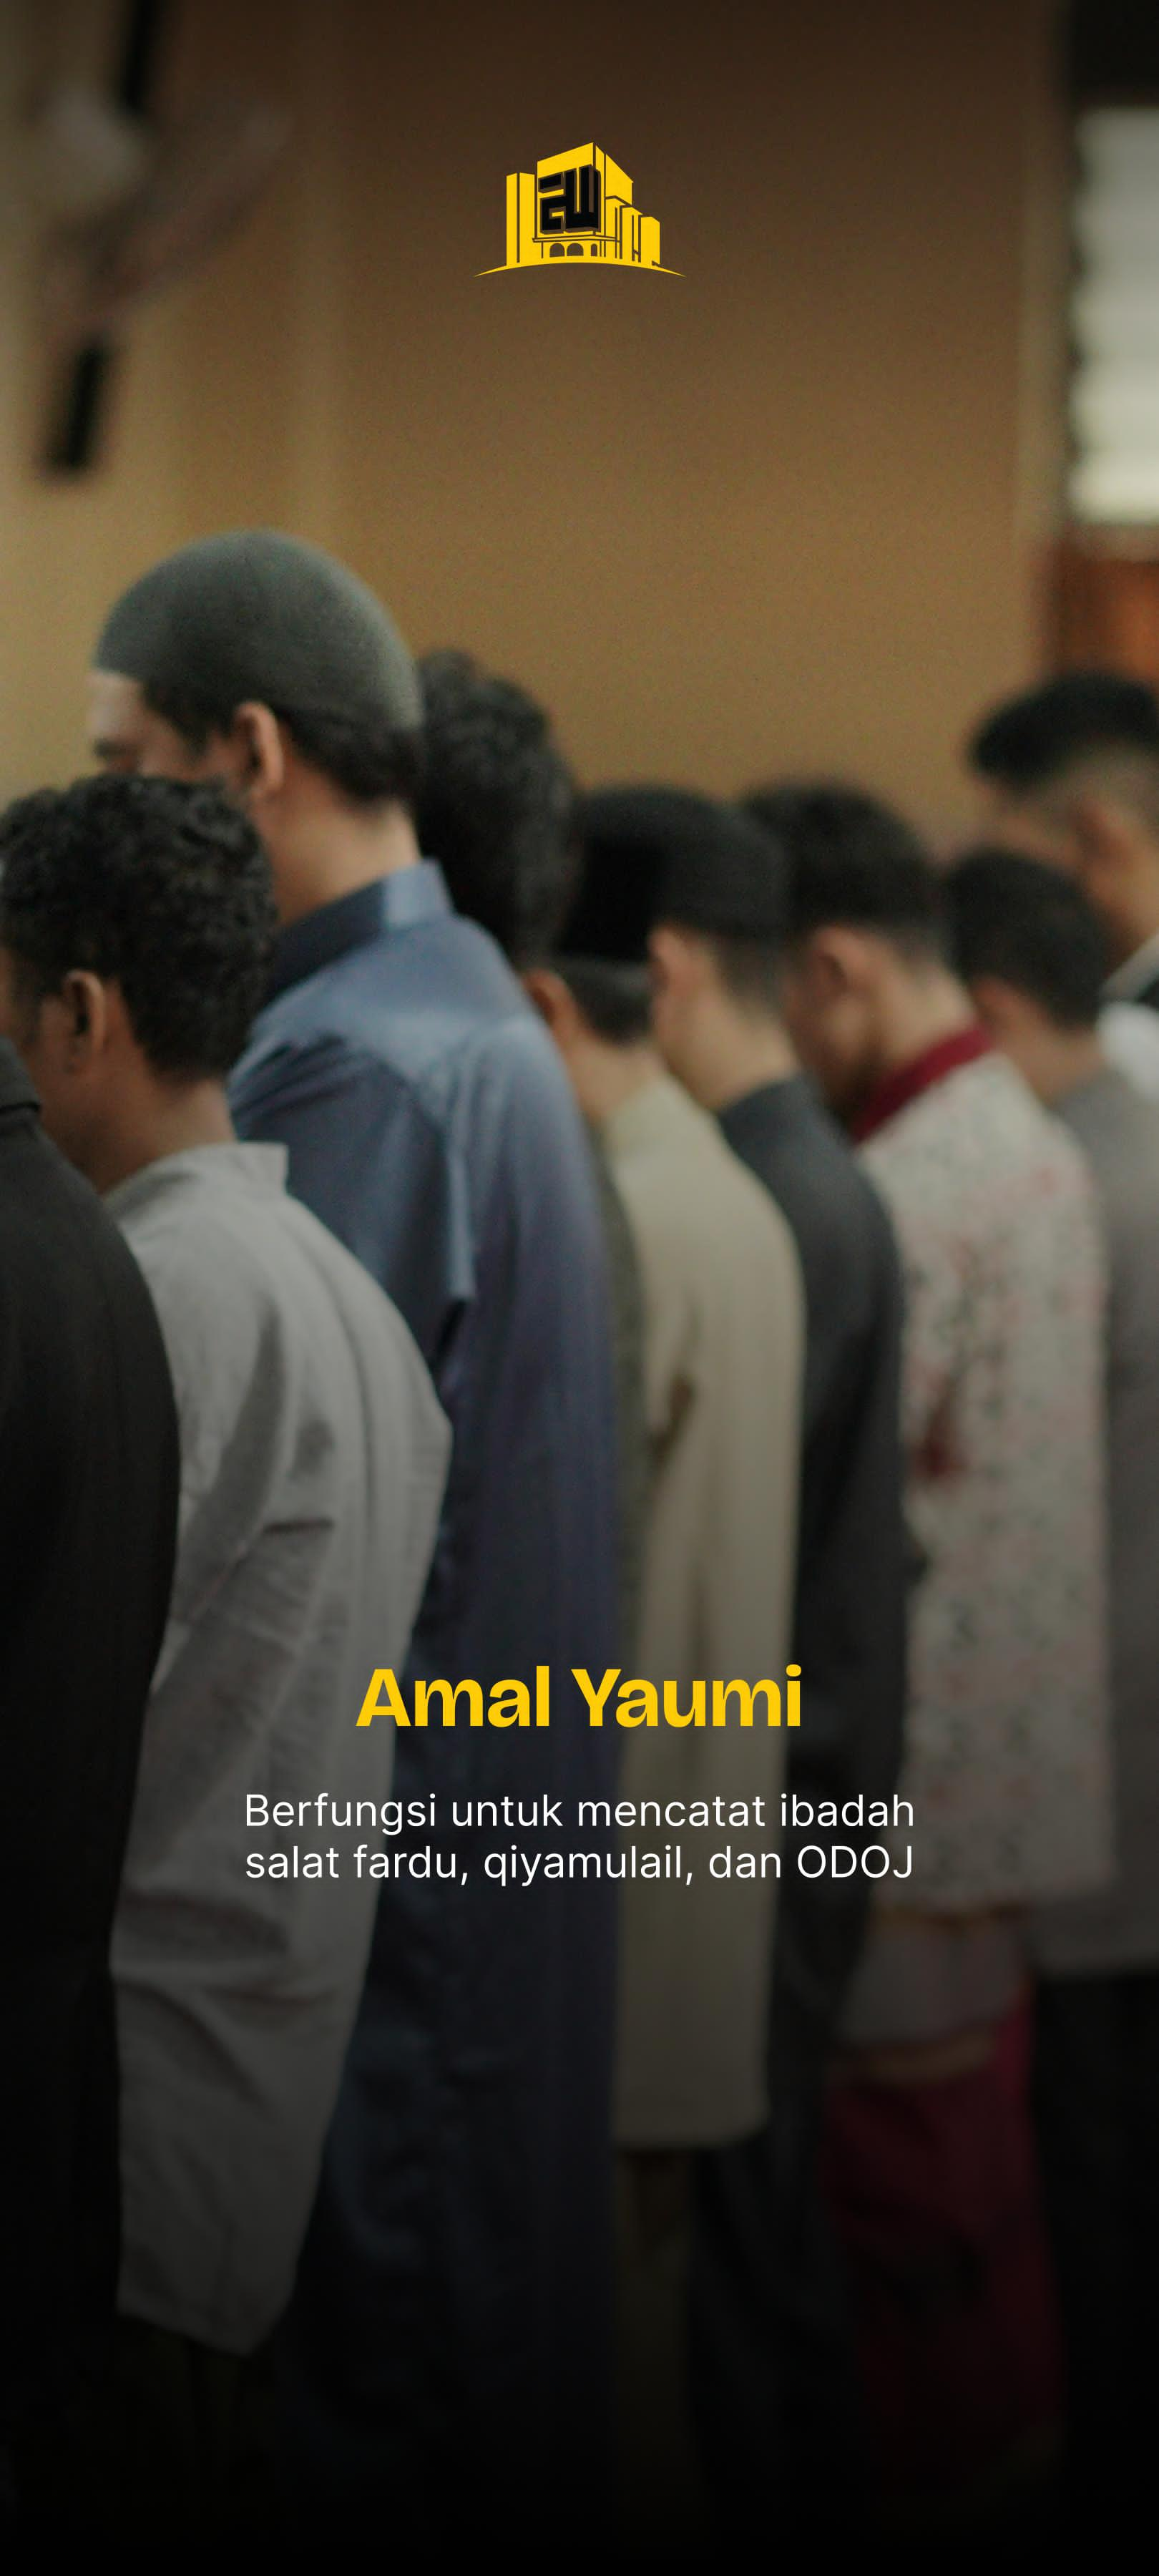 Amal Yaumi
Berfungsi untuk mencatat ibadah
salat fardu, qiyamulail, dan ODOJ